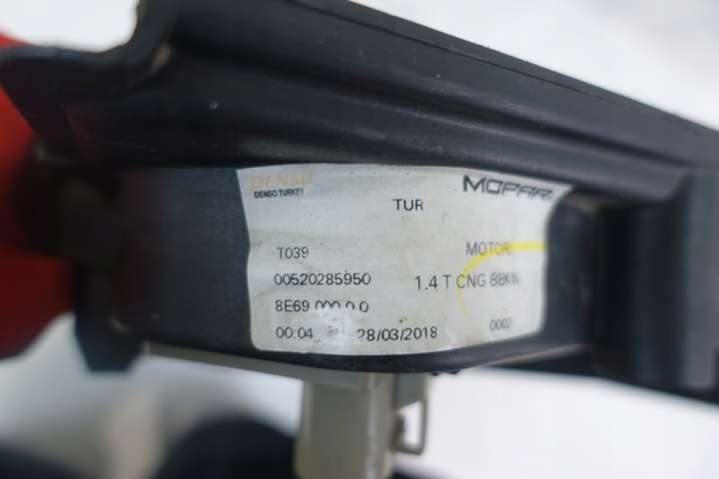 DENSO
DENSO TURKEY
MOPAR
TUR
T039
MOTOR
00520285950
1.4 T CNG 88KW
8E69 000 0 0
00:04 28/03/2018
0002